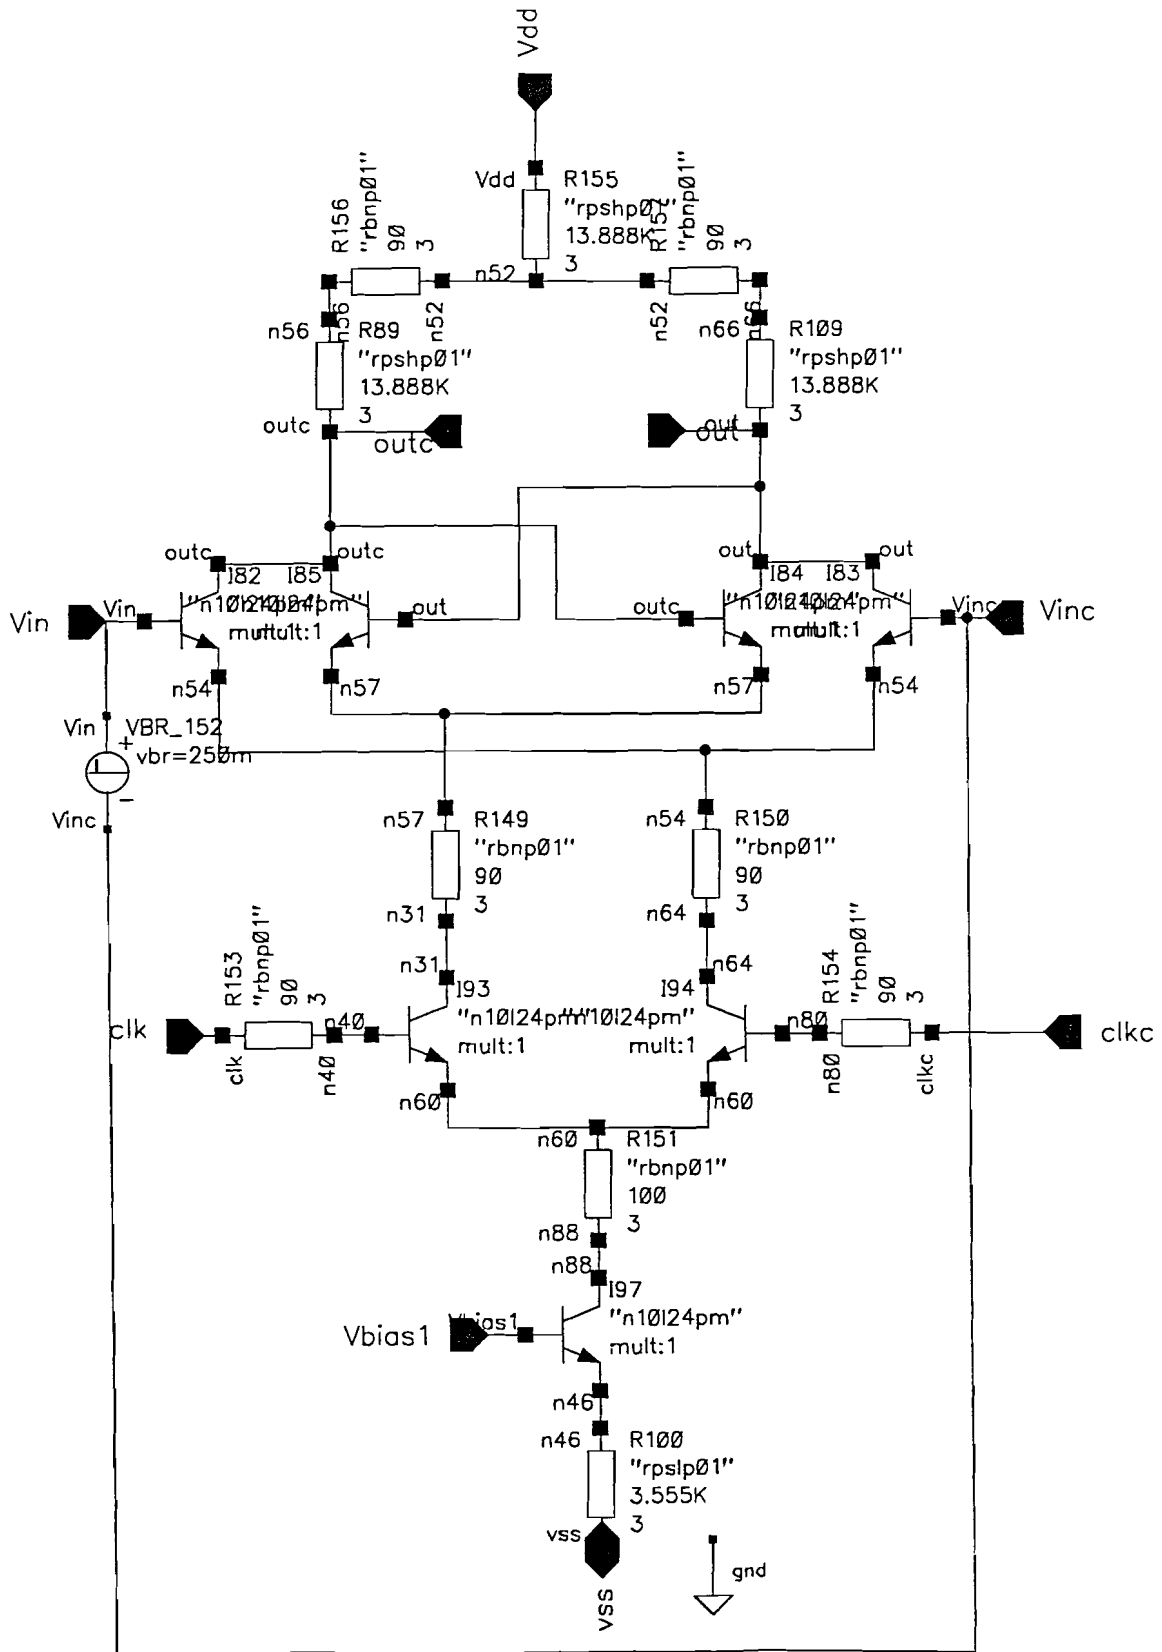 Vdd
Vdd
R155
"rpshp01"
13.888K
3
R156
"rbnp01"
90
3
"rbnp01"
90
3
n52
n56
n52
n52
n66
n56
R89
"rpshp01"
13.888K
3
n66
R109
"rpshp01"
13.888K
3
outc
outc
out
out
outc
outc
out
out
I82
I85
I84
I83
Vin
Vin
out
outc
Vinc
Vinc
mult:1
mult:1
n54
n57
n57
n54
Vin
+
VBR_152
vbr=250m
-
Vinc
n57
R149
"rbnp01"
90
3
n31
n54
R150
"rbnp01"
90
3
n64
n31
n64
R153
"rbnp01"
90
3
R154
"rbnp01"
90
3
I93
"n10l24pm"
mult:1
I94
"n10l24pm"
mult:1
clk
clk
n40
n40
n80
n80
clkc
clkc
n60
n60
n60
R151
"rbnp01"
100
3
n88
n88
I97
"n10l24pm"
mult:1
Vbias1
Vbias1
n46
n46
R100
"rpslp01"
3.555K
3
vss
vss
gnd